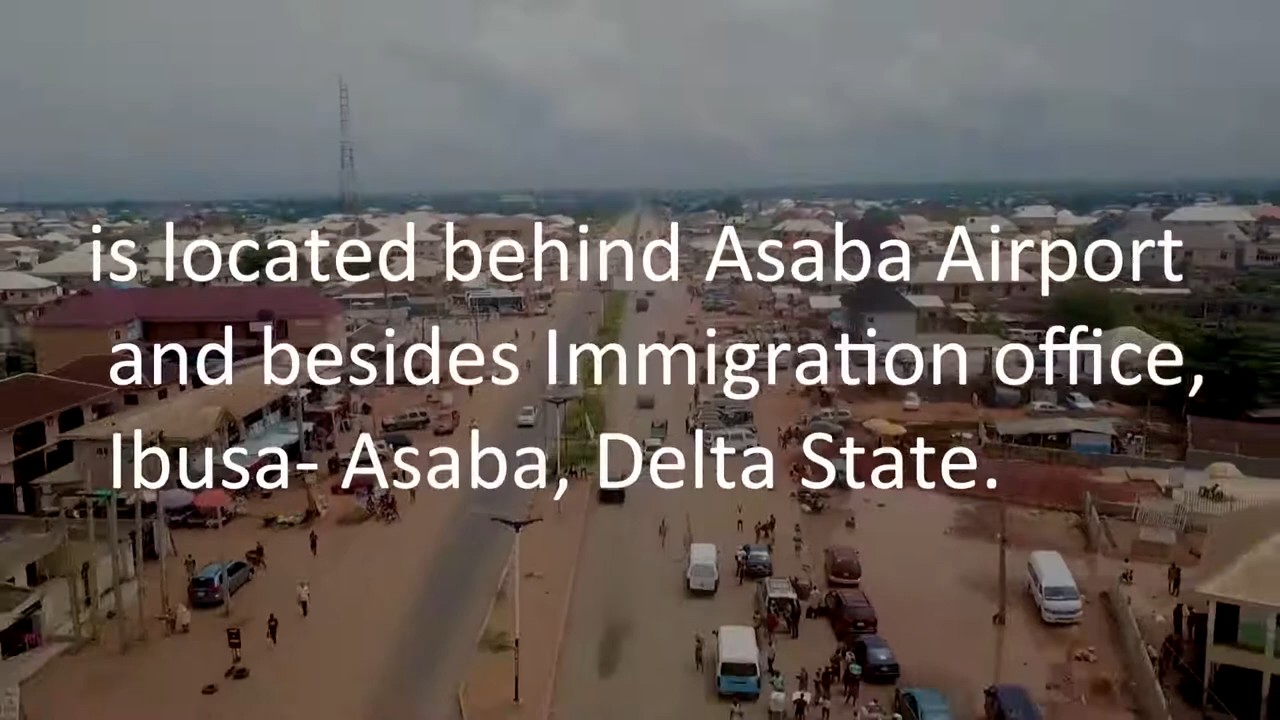 is located behind Asaba Airport
and besides Immigration office,
Ibusa- Asaba, Delta State.